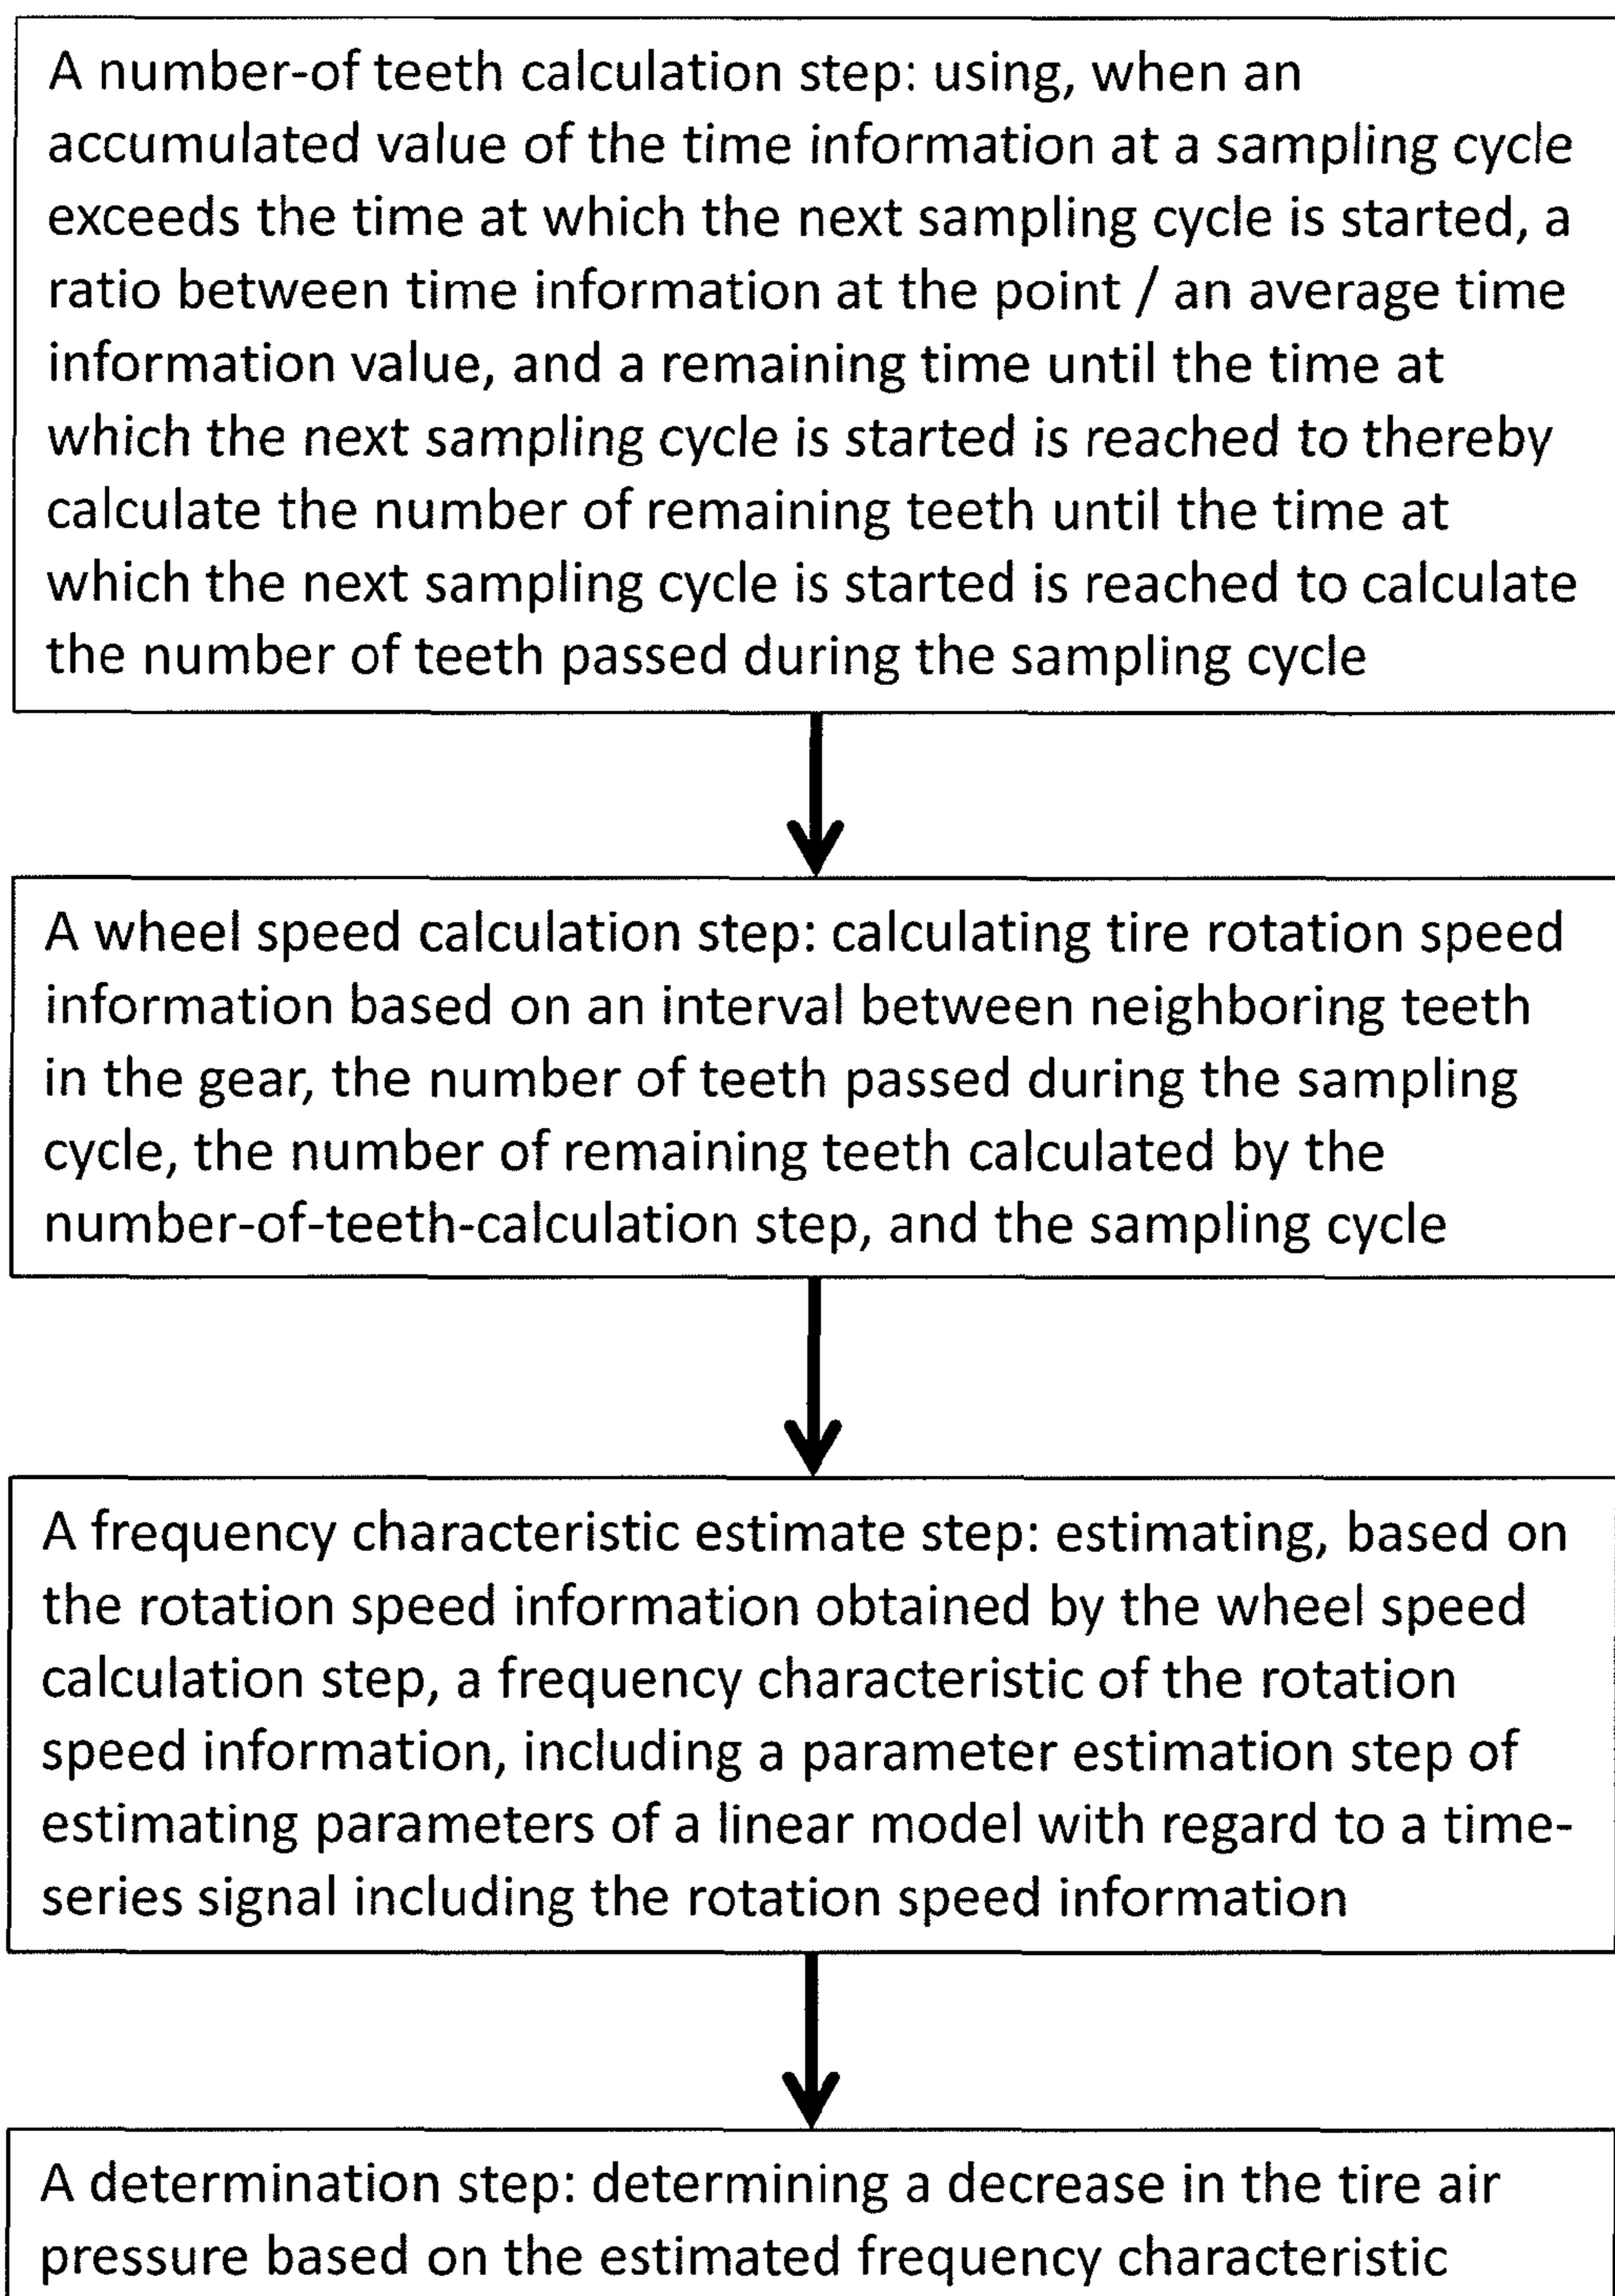 A number-of teeth calculation step: using, when an
accumulated value of the time information at a sampling cycle
exceeds the time at which the next sampling cycle is started, a
ratio between time information at the point / an average time
information value, and a remaining time until the time at
which the next sampling cycle is started is reached to thereby
calculate the number of remaining teeth until the time at
which the next sampling cycle is started is reached to calculate
the number of teeth passed during the sampling cycle
A wheel speed calculation step: calculating tire rotation speed
information based on an interval between neighboring teeth
in the gear, the number of teeth passed during the sampling
cycle, the number of remaining teeth calculated by the
number-of-teeth-calculation step, and the sampling cycle
A frequency characteristic estimate step: estimating, based on
the rotation speed information obtained by the wheel speed
calculation step, a frequency characteristic of the rotation
speed information, including a parameter estimation step of
estimating parameters of a linear model with regard to a time-
series signal including the rotation speed information
A determination step: determining a decrease in the tire air
pressure based on the estimated frequency characteristic